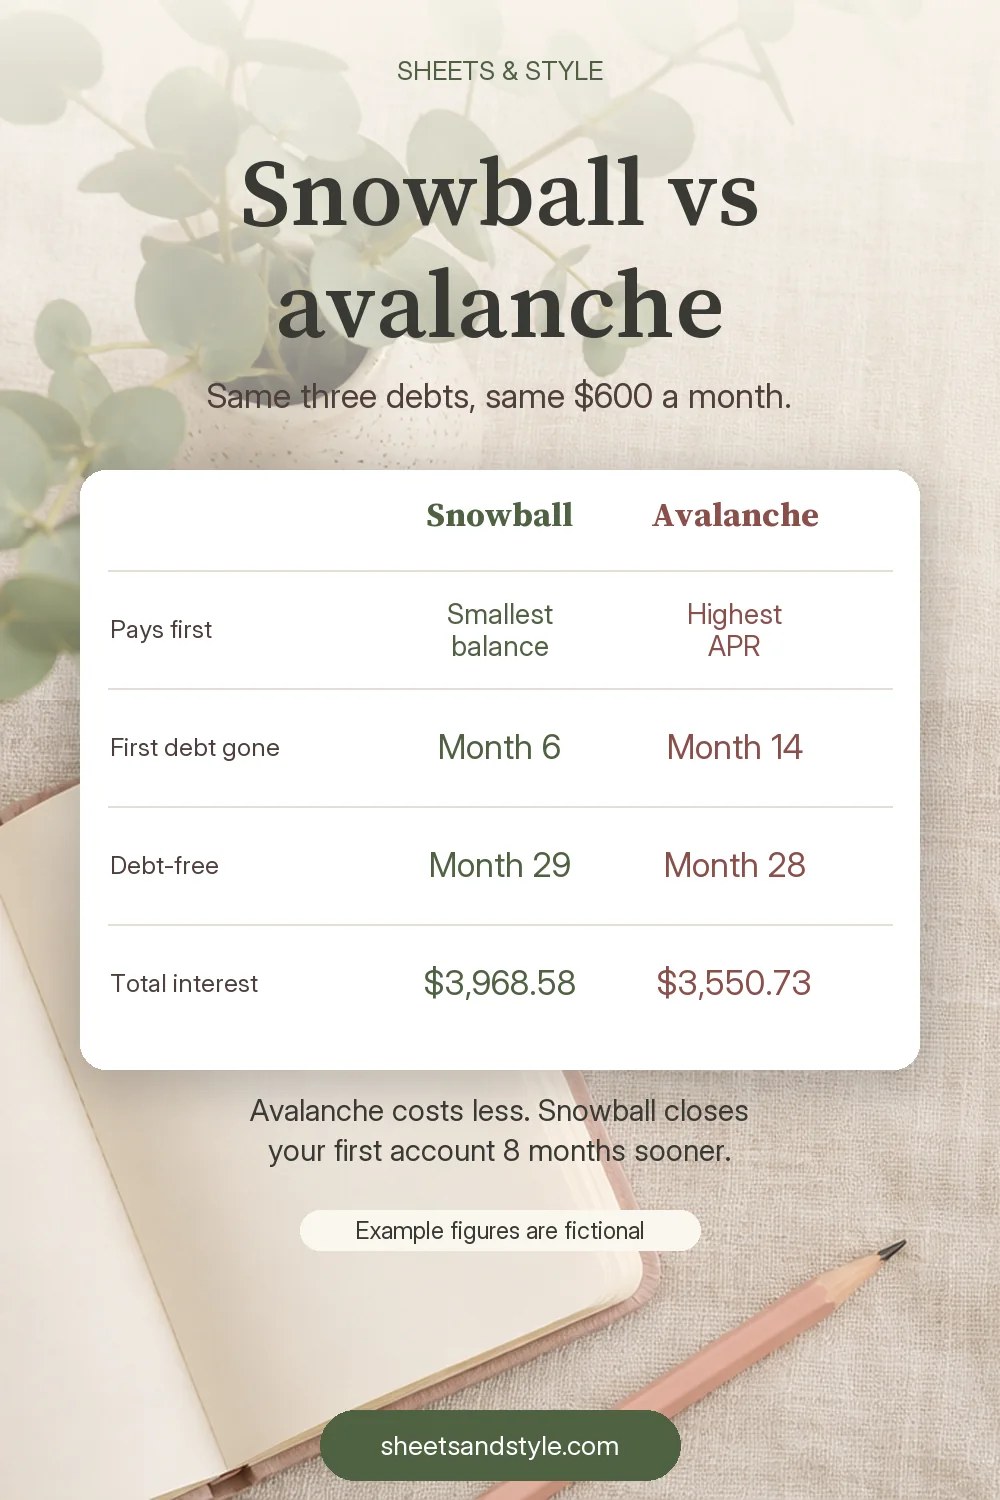 SHEETS & STYLE
Snowball vs
avalanche
Same three debts, same $600 a month.
Snowball Avalanche
Pays first Smallest balance Highest APR
First debt gone Month 6 Month 14
Debt-free Month 29 Month 28
Total interest $3,968.58 $3,550.73
Avalanche costs less. Snowball closes
your first account 8 months sooner.
Example figures are fictional
sheetsandstyle.com